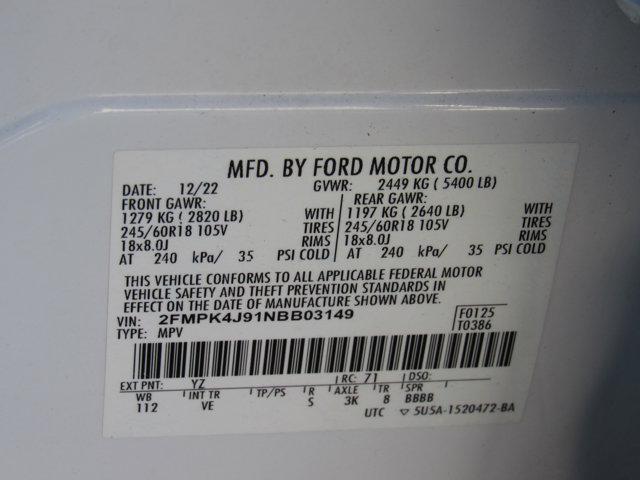 MFD. BY FORD MOTOR CO.
DATE: 12/22 GVWR: 2449 KG ( 5400 LB)
FRONT GAWR: REAR GAWR:
1279 KG ( 2820 LB) WITH 1197 KG ( 2640 LB) WITH
245/60R18 105V TIRES 245/60R18 105V TIRES
18x8.0J RIMS 18x8.0J RIMS
AT 240 kPa/ 35 PSI COLD AT 240 kPa/ 35 PSI COLD
THIS VEHICLE CONFORMS TO ALL APPLICABLE FEDERAL MOTOR
VEHICLE SAFETY AND THEFT PREVENTION STANDARDS IN
EFFECT ON THE DATE OF MANUFACTURE SHOWN ABOVE.
VIN: 2FMPK4J91NBB03149 F0125
TYPE: MPV T0386
EXT PNT: YZ RC: 71 DSO:
WB INT TR TP/PS R AXLE TR SPR
112 VE S 3K 8 BBBB
UTC ▽ 5U5A-1520472-BA